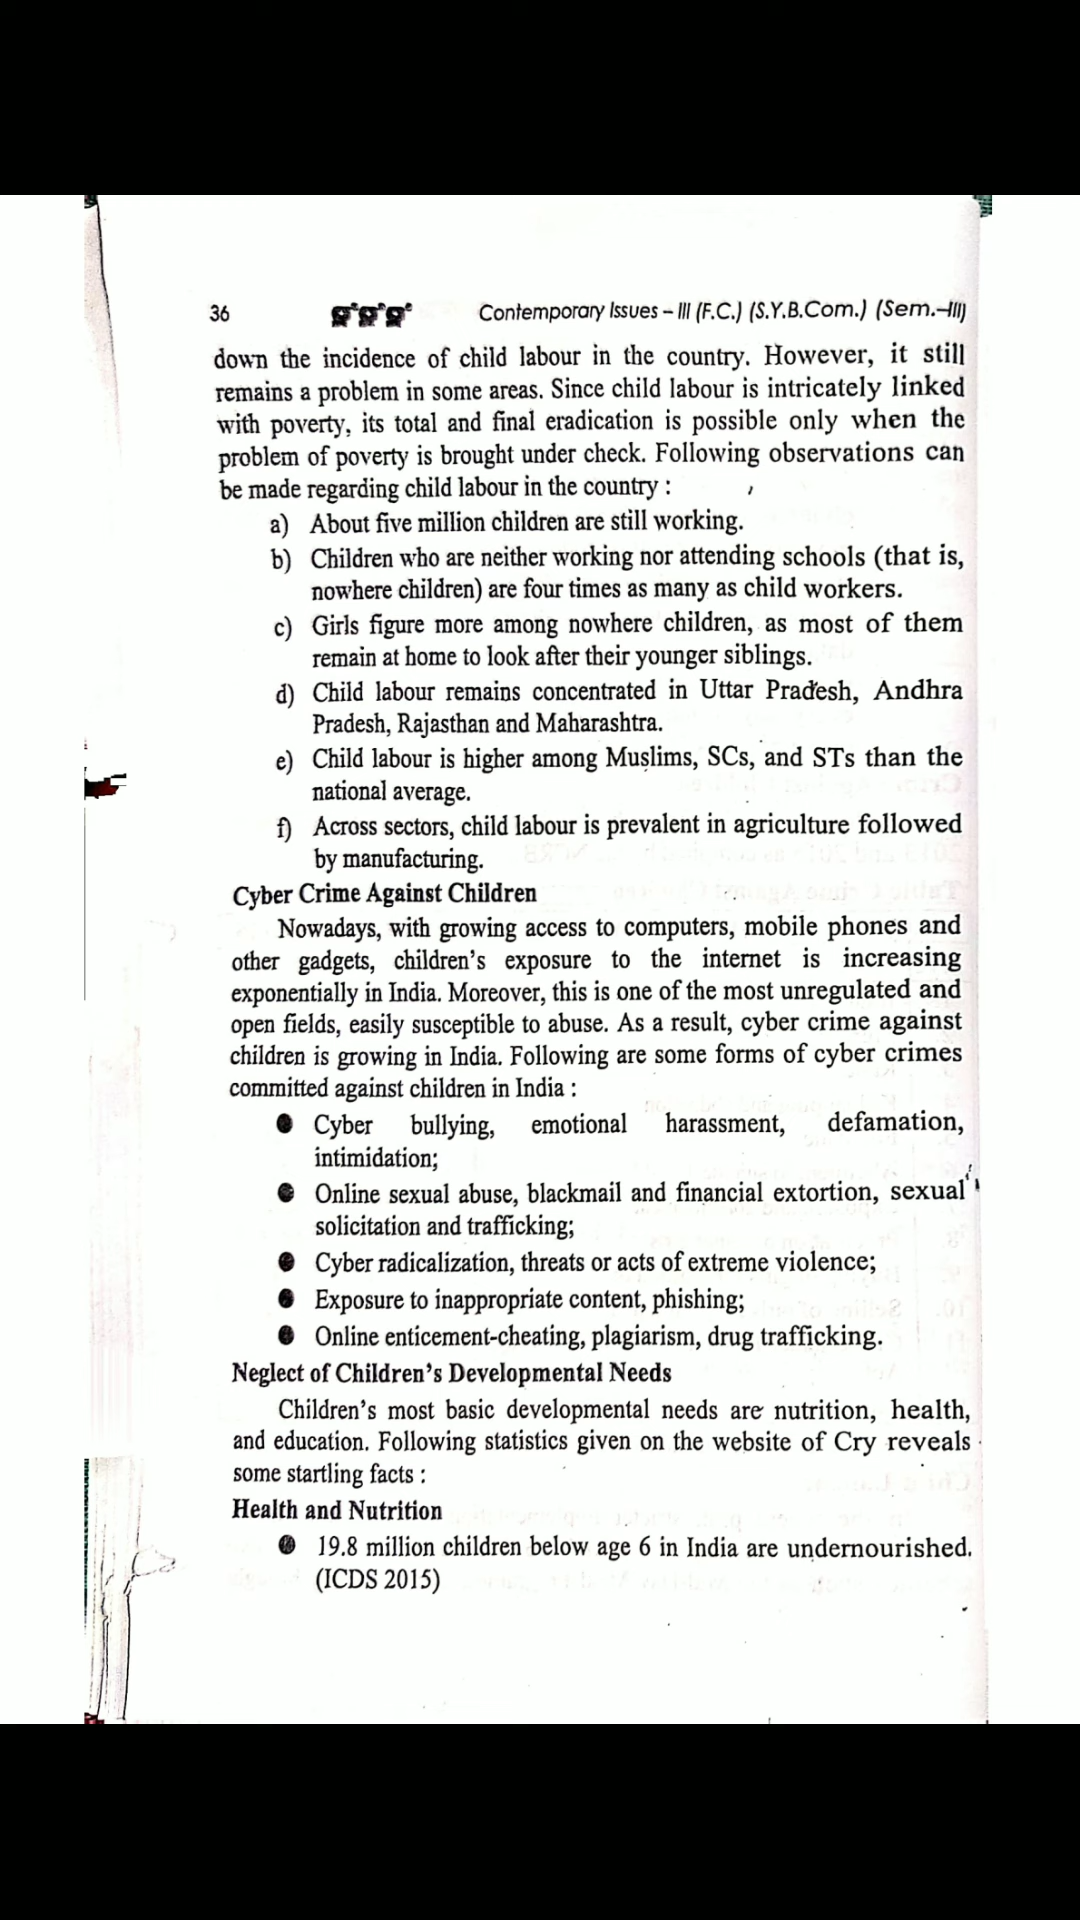 36 Contemporary Issues – III (F.C.) (S.Y.B.Com.) (Sem.–III)
down the incidence of child labour in the country. However, it still
remains a problem in some areas. Since child labour is intricately linked
with poverty, its total and final eradication is possible only when the
problem of poverty is brought under check. Following observations can
be made regarding child labour in the country :
a) About five million children are still working.
b) Children who are neither working nor attending schools (that is,
nowhere children) are four times as many as child workers.
c) Girls figure more among nowhere children, as most of them
remain at home to look after their younger siblings.
d) Child labour remains concentrated in Uttar Pradesh, Andhra
Pradesh, Rajasthan and Maharashtra.
e) Child labour is higher among Muslims, SCs, and STs than the
national average.
f) Across sectors, child labour is prevalent in agriculture followed
by manufacturing.
Cyber Crime Against Children
Nowadays, with growing access to computers, mobile phones and
other gadgets, children's exposure to the internet is increasing
exponentially in India. Moreover, this is one of the most unregulated and
open fields, easily susceptible to abuse. As a result, cyber crime against
children is growing in India. Following are some forms of cyber crimes
committed against children in India :
● Cyber bullying, emotional harassment, defamation,
intimidation;
● Online sexual abuse, blackmail and financial extortion, sexual
solicitation and trafficking;
● Cyber radicalization, threats or acts of extreme violence;
● Exposure to inappropriate content, phishing;
● Online enticement-cheating, plagiarism, drug trafficking.
Neglect of Children's Developmental Needs
Children's most basic developmental needs are nutrition, health,
and education. Following statistics given on the website of Cry reveals
some startling facts :
Health and Nutrition
● 19.8 million children below age 6 in India are undernourished.
(ICDS 2015)